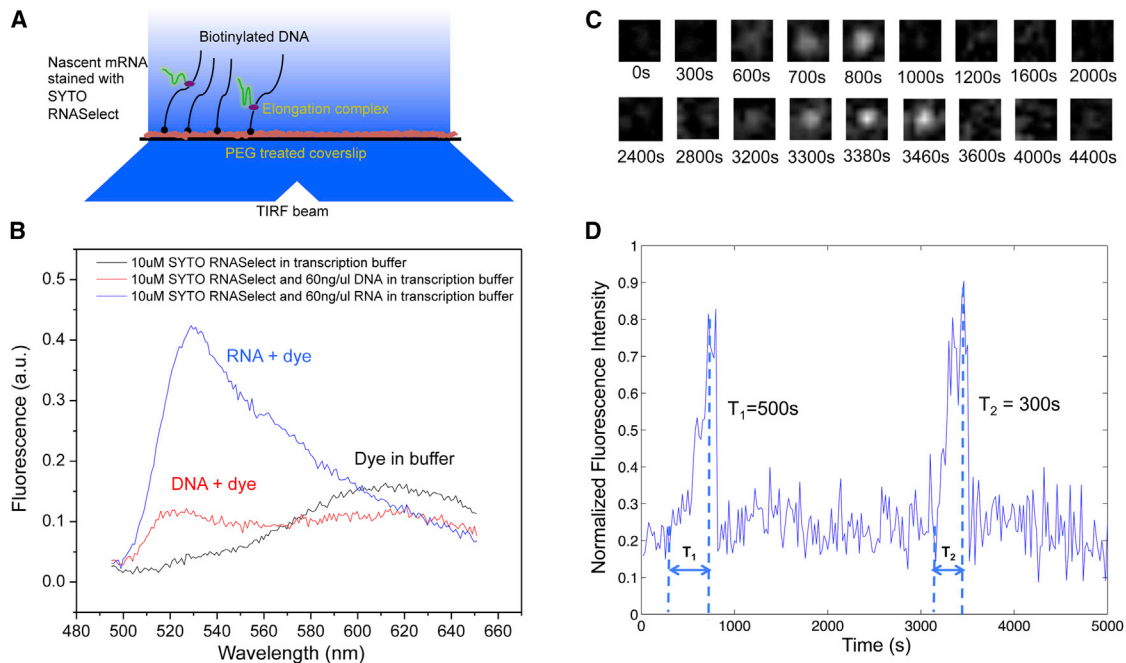 A
Biotinylated DNA
Nascent mRNA
stained with
SYTO
RNASelect
Elongation complex
PEG treated coverslip
TIRF beam
B
10uM SYTO RNASelect in transcription buffer
10uM SYTO RNASelect and 60ng/ul DNA in transcription buffer
10uM SYTO RNASelect and 60ng/ul RNA in transcription buffer
RNA + dye
Dye in buffer
DNA + dye
Fluorescence (a.u.)
0.5
0.4
0.3
0.2
0.1
0.0
480 500 520 540 560 580 600 620 640 660
Wavelength (nm)
C
0s 300s 600s 700s 800s 1000s 1200s 1600s 2000s
2400s 2800s 3200s 3300s 3380s 3460s 3600s 4000s 4400s
D
Normalized Fluorescence Intensity
1
0.9
0.8
0.7
0.6
0.5
0.4
0.3
0.2
0.1
0
T1=500s
T2 = 300s
T1
T2
0 1000 2000 3000 4000 5000
Time (s)